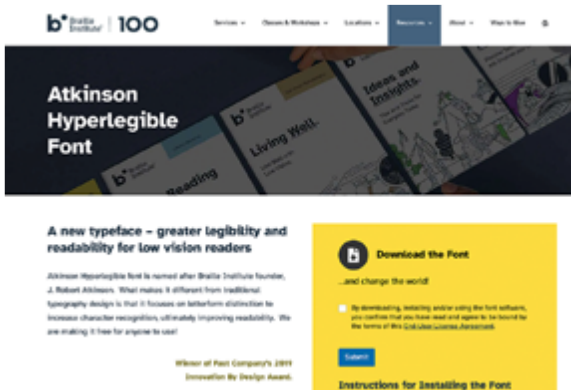 b Braille Institute 100
Services Classes & Workshops Locations Resources About Ways to Give
Atkinson
Hyperlegible
Font
Reading
Living Well.
Ideas and
Insights.
A new typeface – greater legibility and
readability for low vision readers
Atkinson Hyperlegible font is named after Braille Institute founder,
J. Robert Atkinson. What makes it different from traditional
typography design is that it focuses on letterform distinction to
increase character recognition, ultimately improving readability. We
are making it free for anyone to use!
Winner of Fast Company's 2019
Innovation By Design Award.
Download the Font
...and change the world!
By downloading, installing and/or using the font software,
you confirm that you have read and agree to be bound by
the terms of this End User License Agreement.
Submit
Instructions for Installing the Font